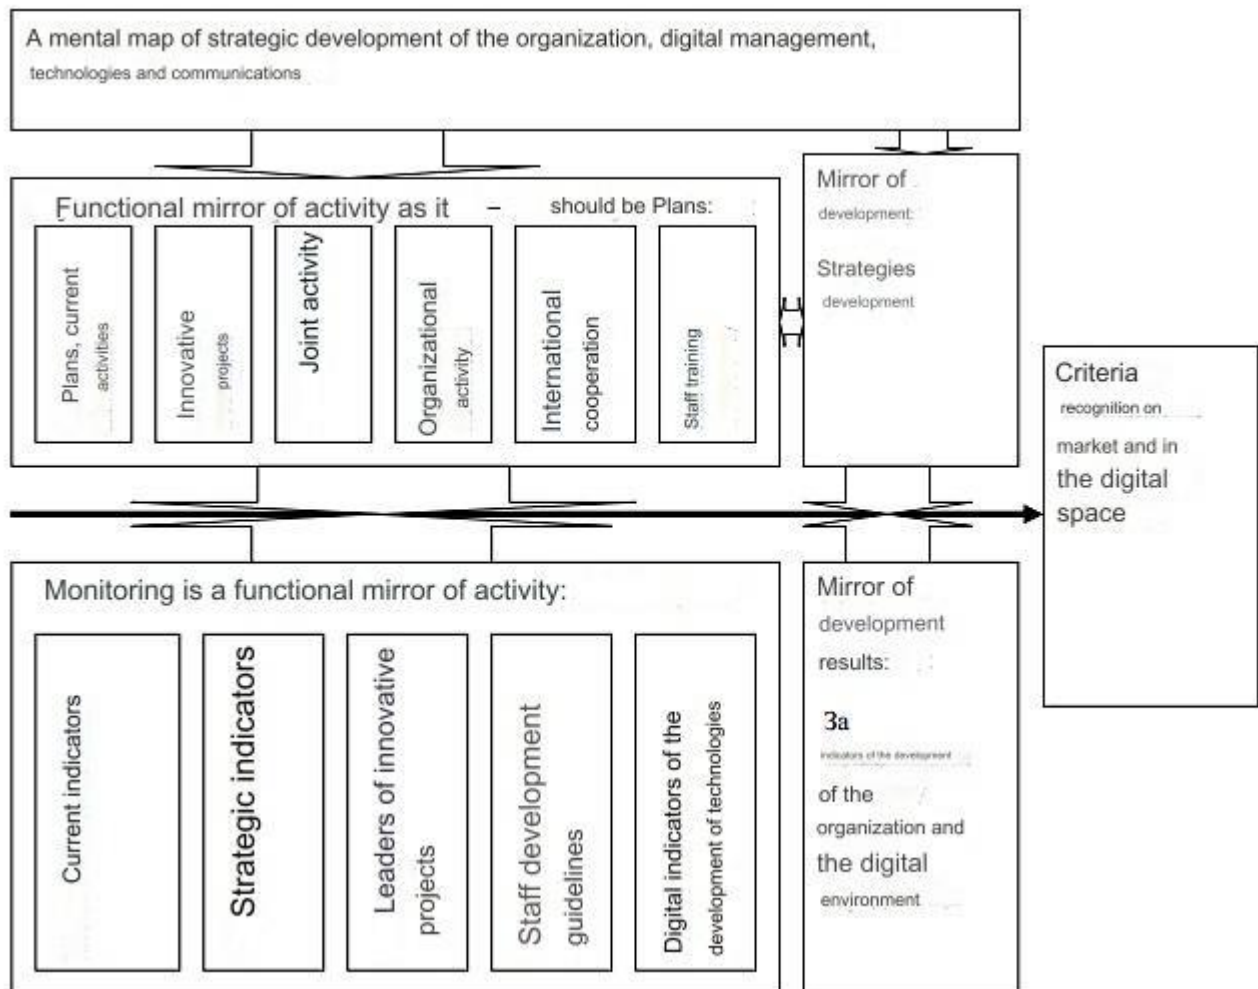 A mental map of strategic development of the organization, digital management,
technologies and communications
Functional mirror of activity as it – should be Plans:
Plans, current
activities
Innovative
projects
Joint activity
Organizational
activity
International
cooperation
Staff training
Mirror of
development:
Strategies
development
Criteria
recognition on
market and in
the digital
space
Monitoring is a functional mirror of activity:
Current indicators
Strategic indicators
Leaders of innovative
projects
Staff development
guidelines
Digital indicators of the
development of technologies
Mirror of
development
results:
За
indicators of the development
of the
organization and
the digital
environment